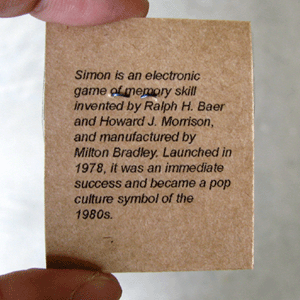 Simon is an electronic
game of memory skill
invented by Ralph H. Baer
and Howard J. Morrison,
and manufactured by
Milton Bradley. Launched in
1978, it was an immediate
success and became a pop
culture symbol of the
1980s.